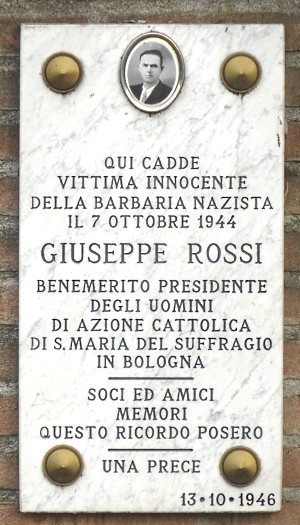 QUI CADDE
VITTIMA INNOCENTE
DELLA BARBARIA NAZISTA
IL 7 OTTOBRE 1944
GIUSEPPE ROSSI
BENEMERITO PRESIDENTE
DEGLI UOMINI
DI AZIONE CATTOLICA
DI S. MARIA DEL SUFFRAGIO
IN BOLOGNA
SOCI ED AMICI
MEMORI
QUESTO RICORDO POSERO
UNA PRECE
13·10·1946